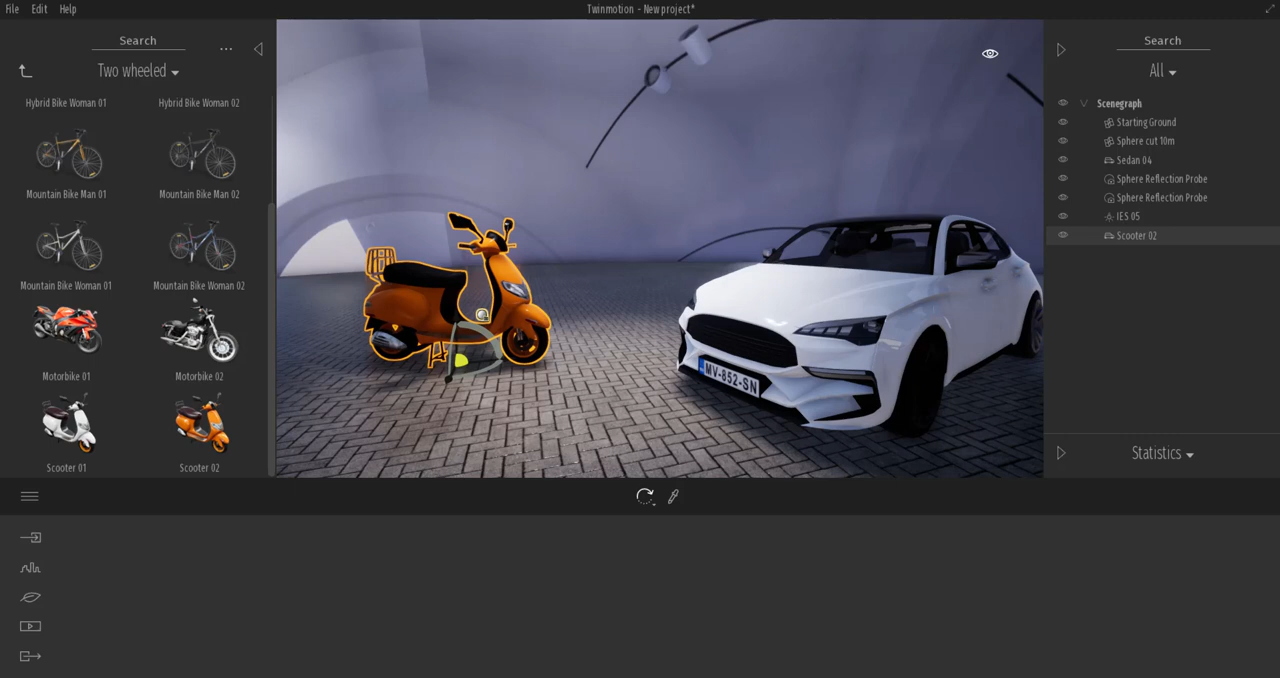 File Edit Help
Twinmotion - New project*
Search
...
Two wheeled
Hybrid Bike Woman 01
Hybrid Bike Woman 02
Mountain Bike Man 01
Mountain Bike Man 02
Mountain Bike Woman 01
Mountain Bike Woman 02
Motorbike 01
Motorbike 02
Scooter 01
Scooter 02
MV-852-SN
Search
All
Scenegraph
Starting Ground
Sphere cut 10m
Sedan 04
Sphere Reflection Probe
Sphere Reflection Probe
IES 05
Scooter 02
Statistics